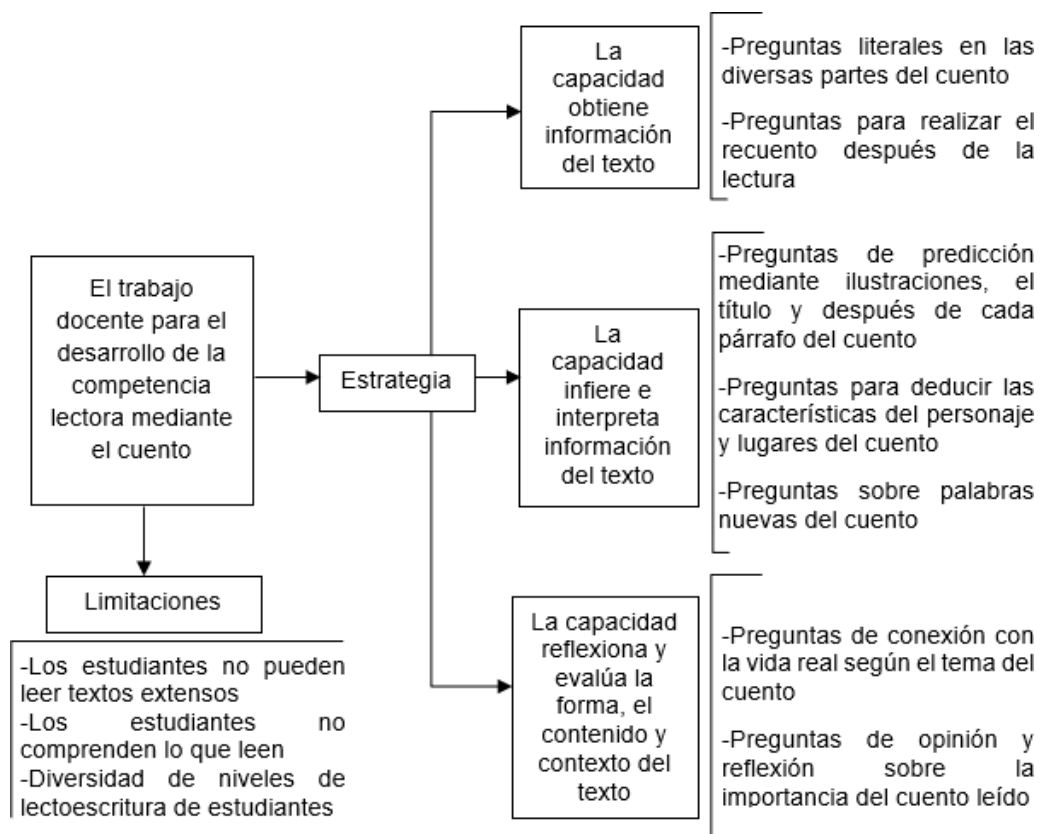 El trabajo
docente para el
desarrollo de la
competencia
lectora mediante
el cuento
Limitaciones
-Los estudiantes no pueden
leer textos extensos
-Los estudiantes no
comprenden lo que leen
-Diversidad de niveles de
lectoescritura de estudiantes
Estrategia
La
capacidad
obtiene
información
del texto
-Preguntas literales en las
diversas partes del cuento
-Preguntas para realizar el
recuento después de la
lectura
La
capacidad
infiere e
interpreta
información
del texto
-Preguntas de predicción
mediante ilustraciones, el
título y después de cada
párrafo del cuento
-Preguntas para deducir las
características del personaje
y lugares del cuento
-Preguntas sobre palabras
nuevas del cuento
La capacidad
reflexiona y
evalúa la
forma, el
contenido y
contexto del
texto
-Preguntas de conexión con
la vida real según el tema del
cuento
-Preguntas de opinión y
reflexión sobre la
importancia del cuento leído